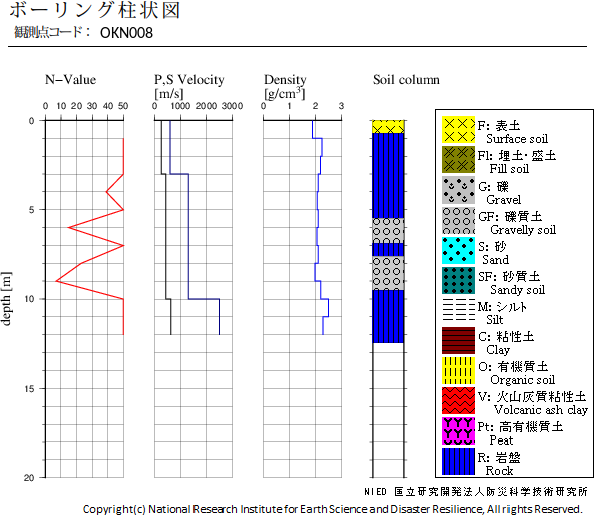 ボーリング柱状図
観測点コード： OKN008
N−Value
P,S Velocity
[m/s]
Density
[g/cm³]
Soil column
0 10 20 30 40 50
0 1000 2000 3000
0 1 2 3
depth [m]
0
5
10
15
20
F: 表土
Surface soil
Fl: 埋土・盛土
Fill soil
G: 礫
Gravel
GF: 礫質土
Gravelly soil
S: 砂
Sand
SF: 砂質土
Sandy soil
M: シルト
Silt
C: 粘性土
Clay
O: 有機質土
Organic soil
V: 火山灰質粘性土
Volcanic ash clay
Pt: 高有機質土
Peat
R: 岩盤
Rock
NIED 国立研究開発法人防災科学技術研究所
Copyright(c) National Research Institute for Earth Science and Disaster Resilience, All rights Reserved.